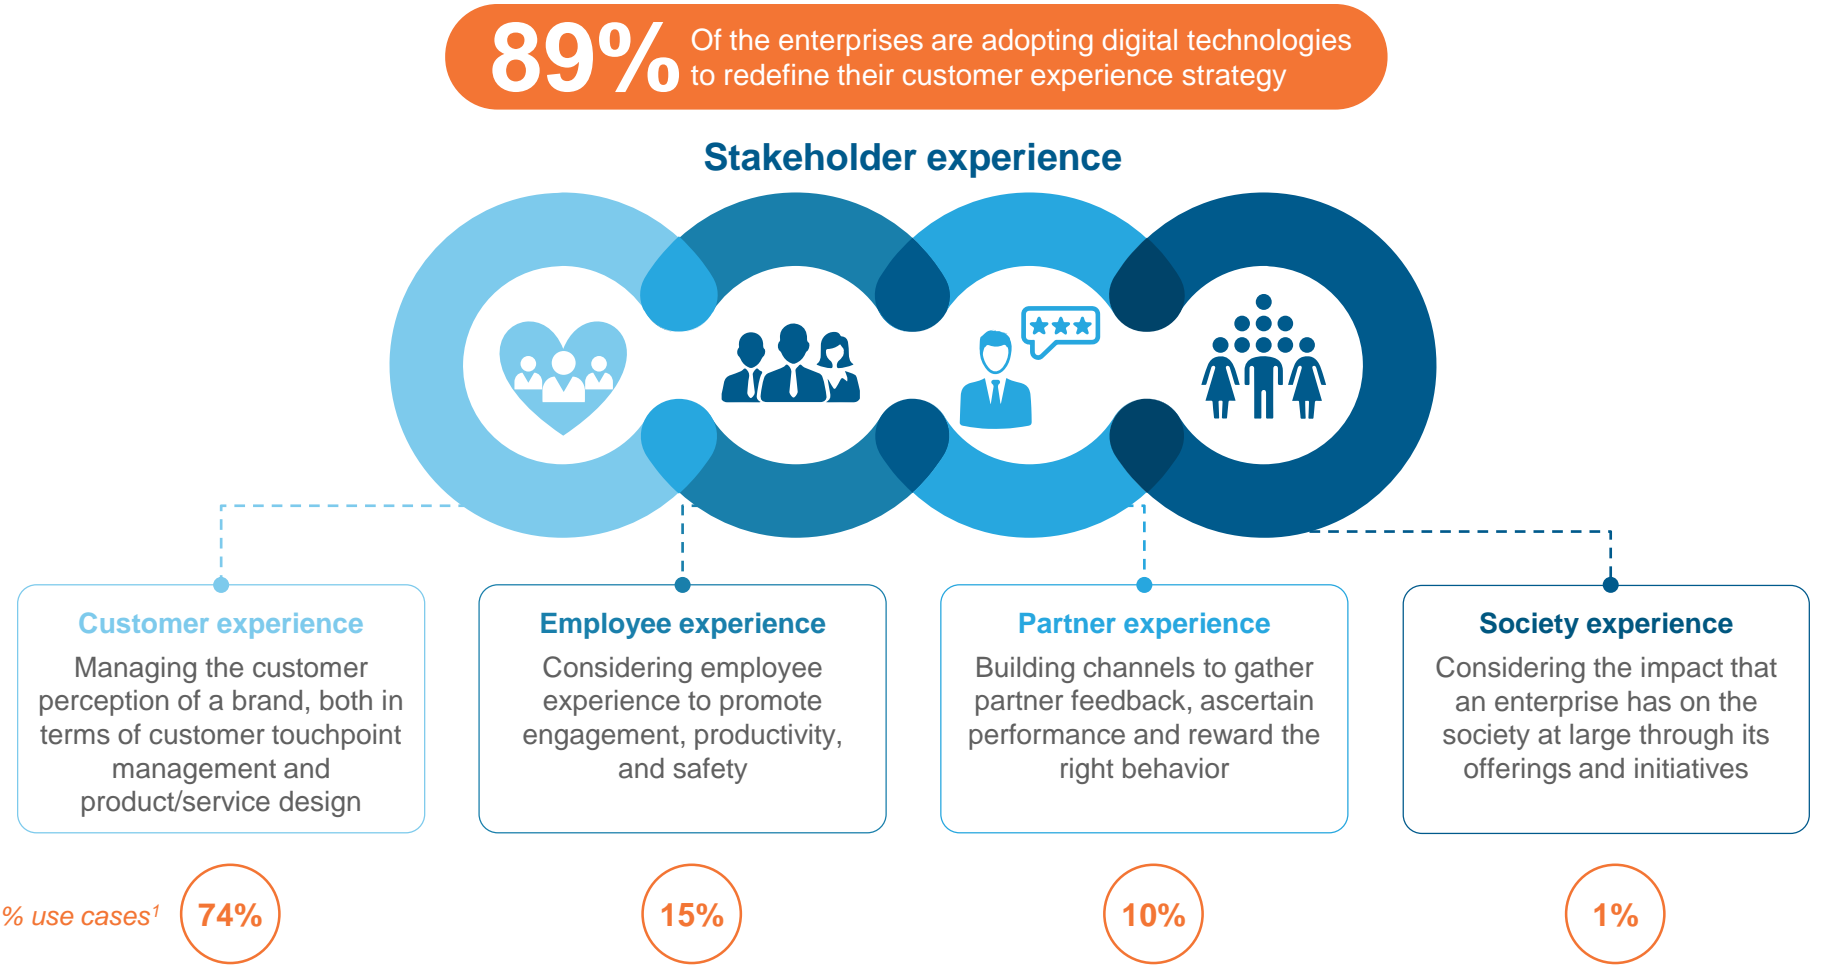 89%
Of the enterprises are adopting digital technologies
to redefine their customer experience strategy
Stakeholder experience
Customer experience
Managing the customer
perception of a brand, both in
terms of customer touchpoint
management and
product/service design
Employee experience
Considering employee
experience to promote
engagement, productivity,
and safety
Partner experience
Building channels to gather
partner feedback, ascertain
performance and reward the
right behavior
Society experience
Considering the impact that
an enterprise has on the
society at large through its
offerings and initiatives
% use cases¹
74%
15%
10%
1%